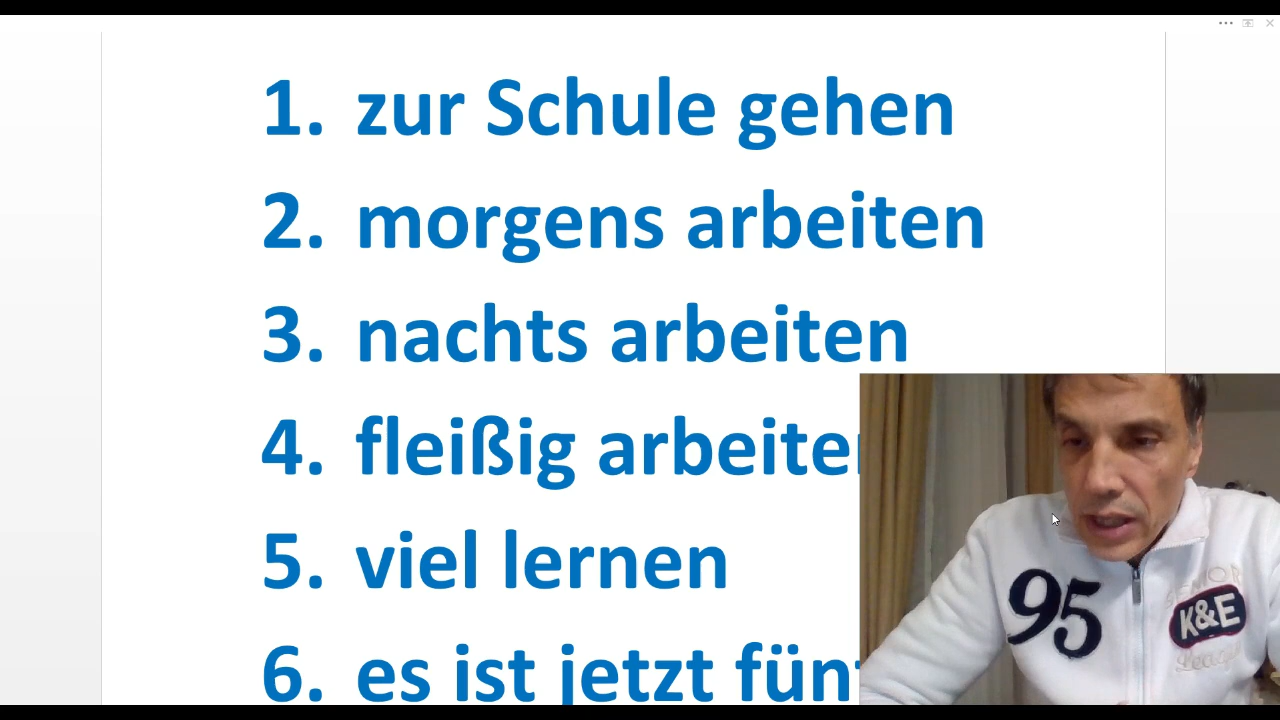 1. zur Schule gehen
2. morgens arbeiten
3. nachts arbeiten
4. fleißig arbeiten
5. viel lernen
6. es ist jetzt
95
K&E